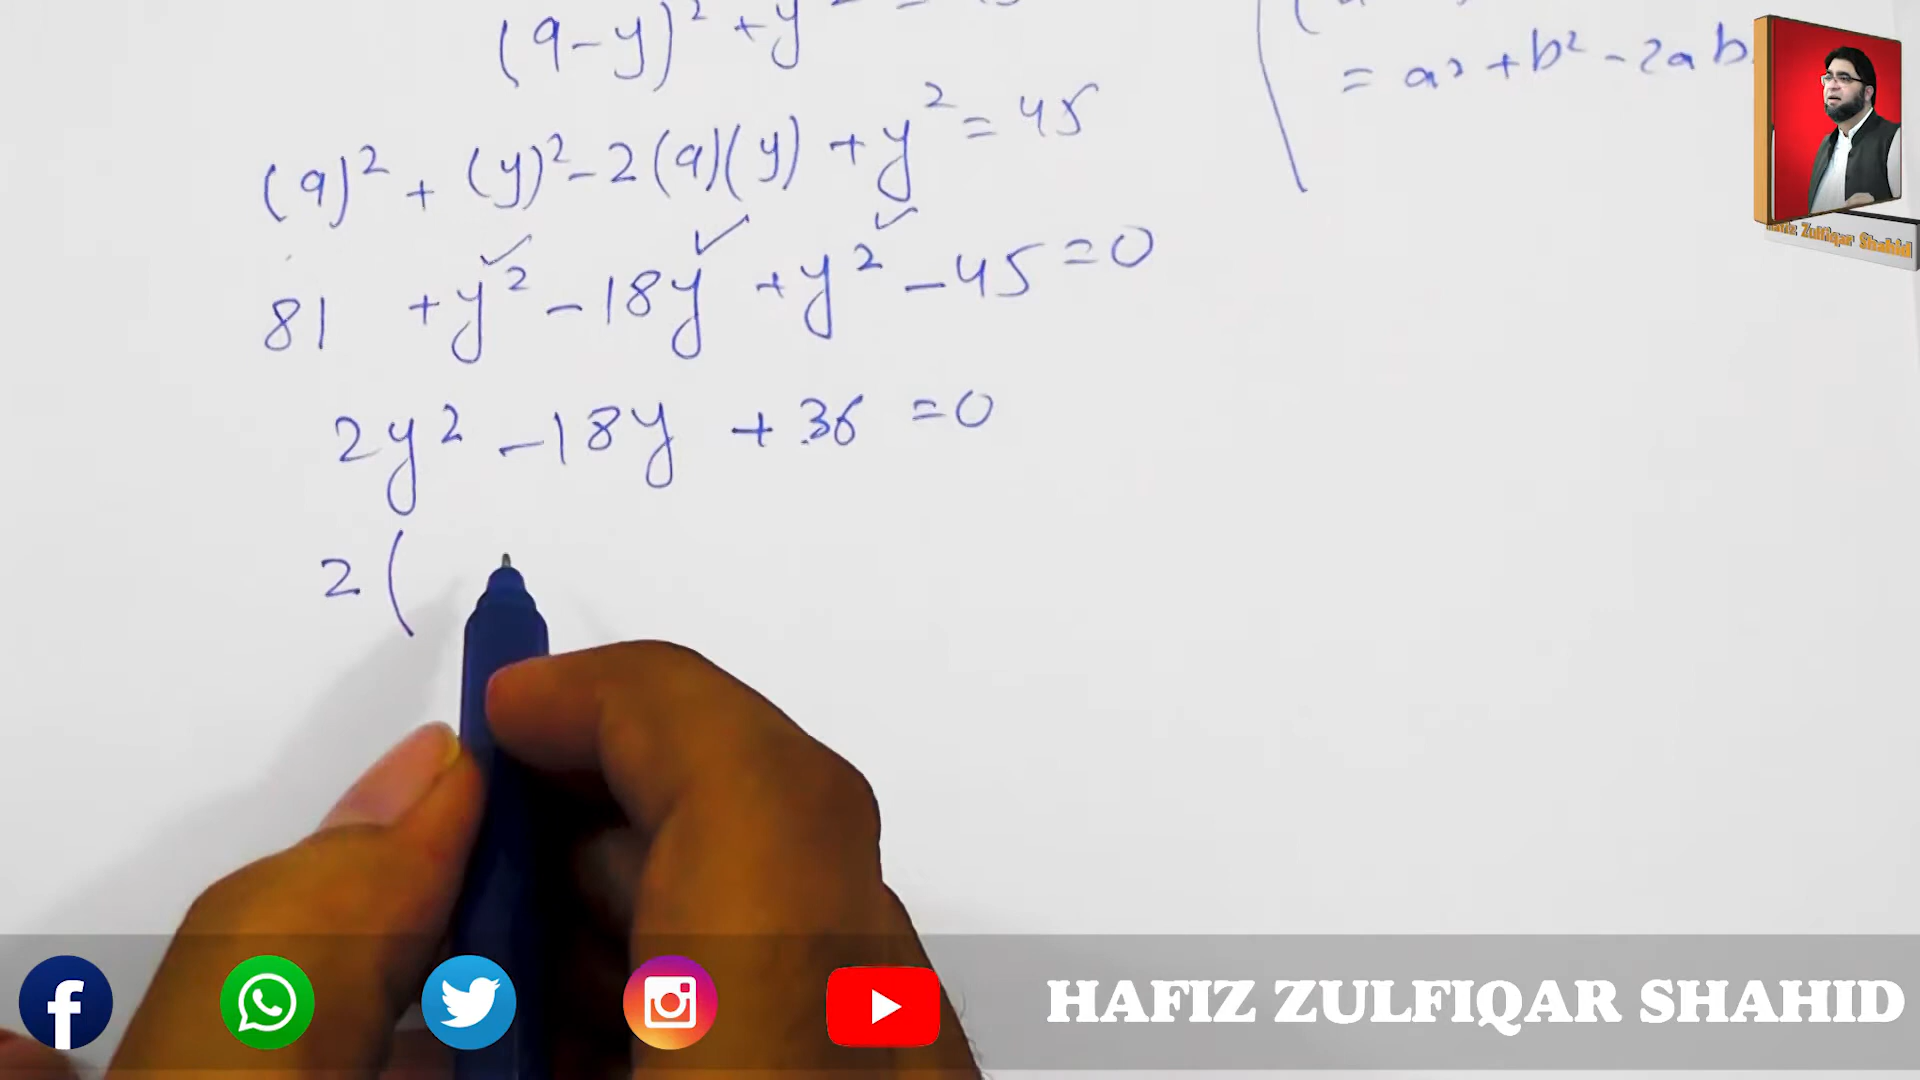 (9-y)² + y
= a² + b² - 2ab
(9)² + (y)² - 2(9)(y) + y² = 45
81 + y² - 18y + y² - 45 = 0
2y² - 18y + 36 = 0
2(
Hafiz Zulfiqar Shahid
HAFIZ ZULFIQAR SHAHID